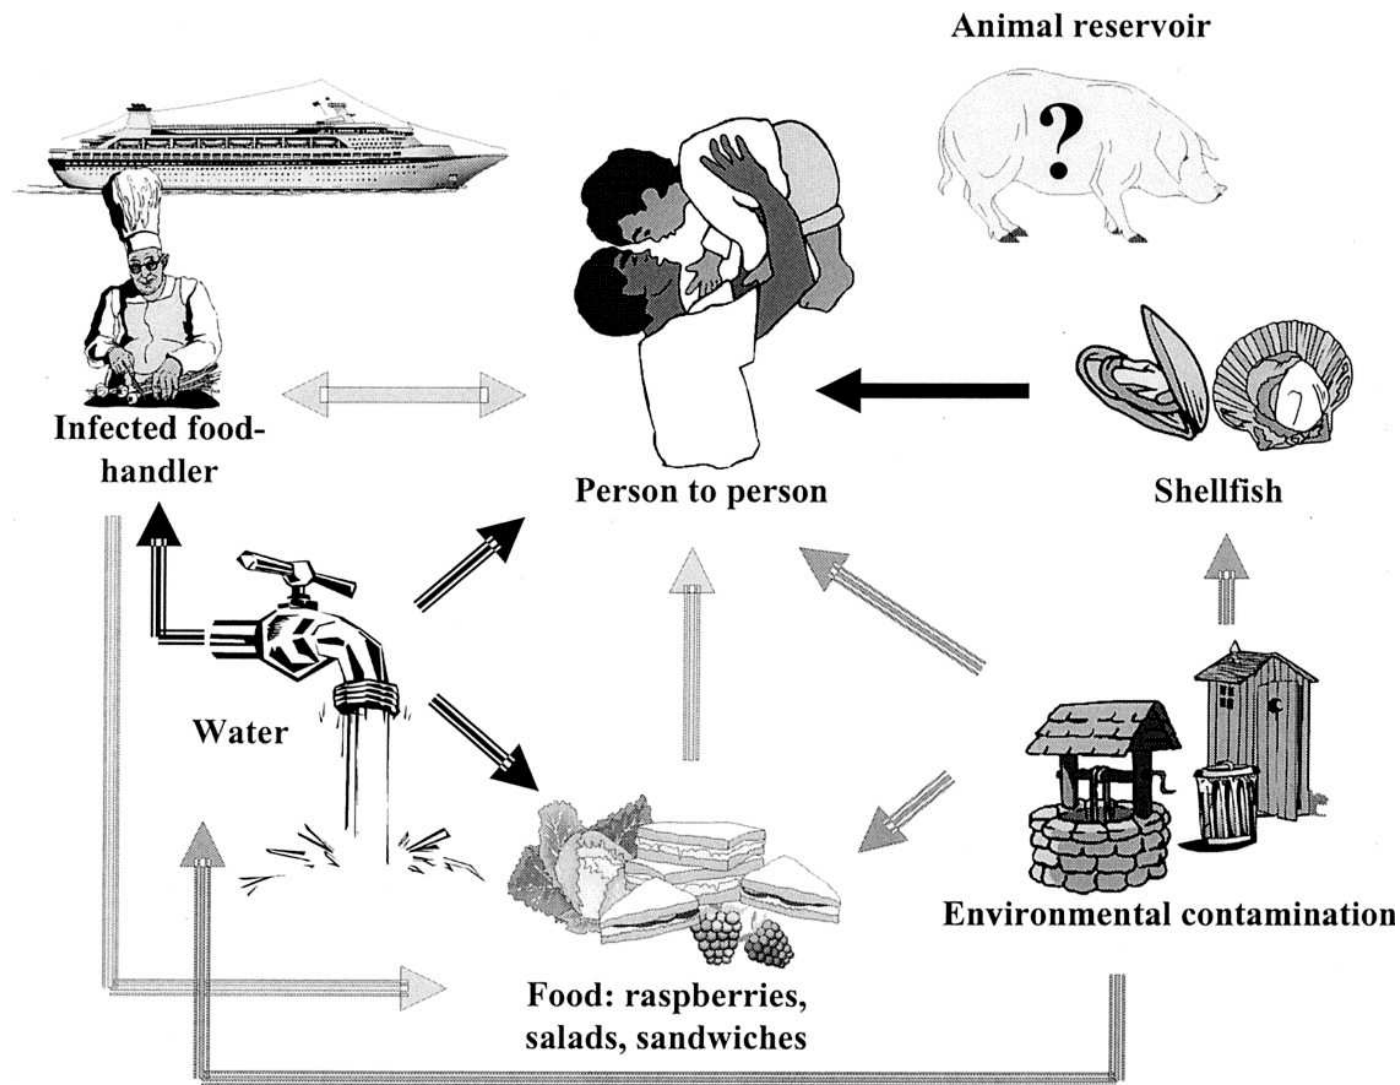 Animal reservoir
?
Infected food-
handler
Person to person
Shellfish
Water
Environmental contamination
Food: raspberries,
salads, sandwiches